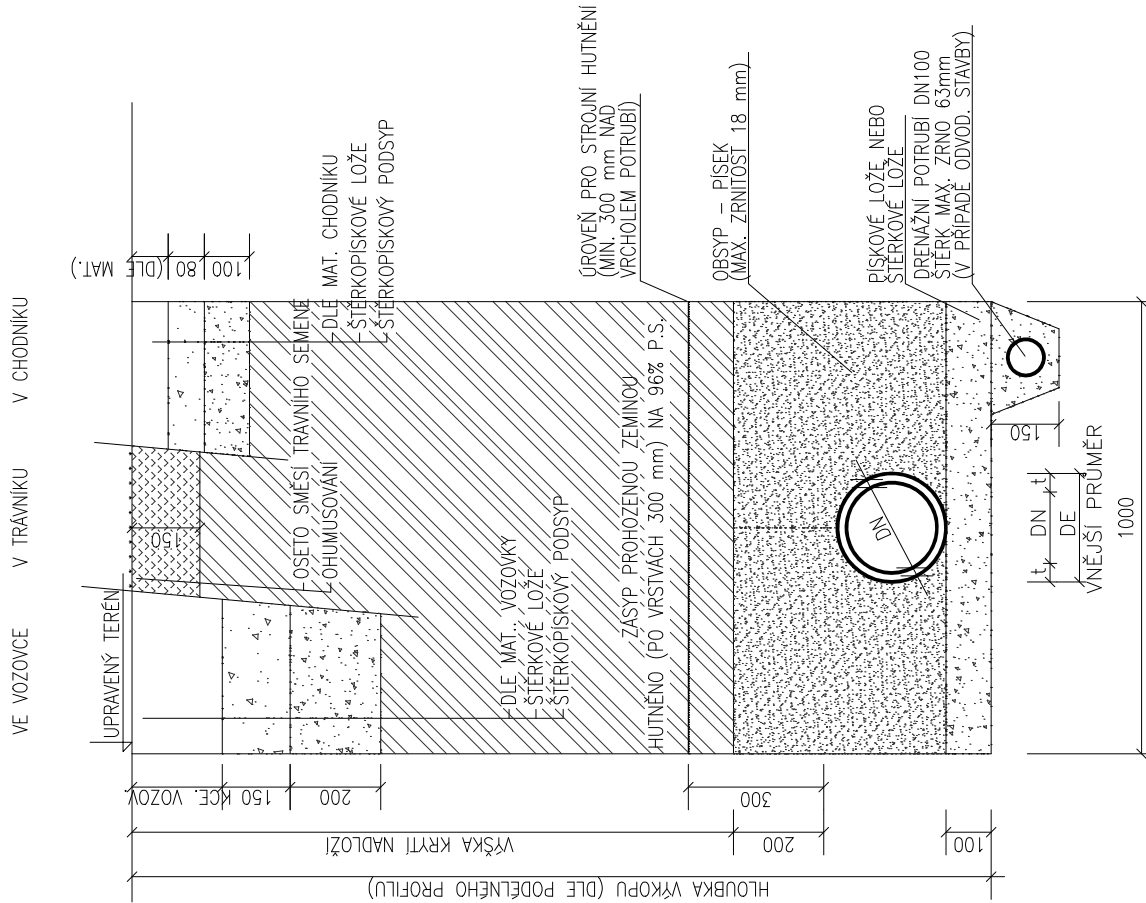 VE VOZOVCE
V TRÁVNÍKU
V CHODNÍKU
UPRAVENÝ TERÉN
KCE. VOZOV.
150
200
150
(DLE MAT.)
80
100
DLE MAT. CHODNÍKU
ŠTĚRKOPÍSKOVÉ LOŽE
ŠTĚRKOPÍSKOVÝ PODSYP
OSETO SMĚSÍ TRAVNÍHO SEMENE
OHUMUSOVÁNÍ
DLE MAT. VOZOVKY
ŠTĚRKOVÉ LOŽE
ŠTĚRKOPÍSKOVÝ PODSYP
ÚROVEŇ PRO STROJNÍ HUTNĚNÍ
(MIN. 300 mm NAD
VRCHOLEM POTRUBÍ)
ZÁSYP PROHOZENOU ZEMINOU
HUTNĚNO (PO VRSTVÁCH 300 mm) NA 96% P.S.
OBSYP – PÍSEK
(MAX. ZRNITOST 18 mm)
PÍSKOVÉ LOŽE NEBO
ŠTĚRKOVÉ LOŽE
DRENÁŽNÍ POTRUBÍ DN100
ŠTĚRK MAX. ZRNO 63mm
(V PŘÍPADĚ ODVOD. STAVBY)
HLOUBKA VÝKOPU (DLE PODÉLNÉHO PROFILU)
VÝŠKA KRYTÍ NADLOŽÍ
300
200
100
DN
150
t
DN
t
DE
VNĚJŠÍ PRŮMĚR
1000